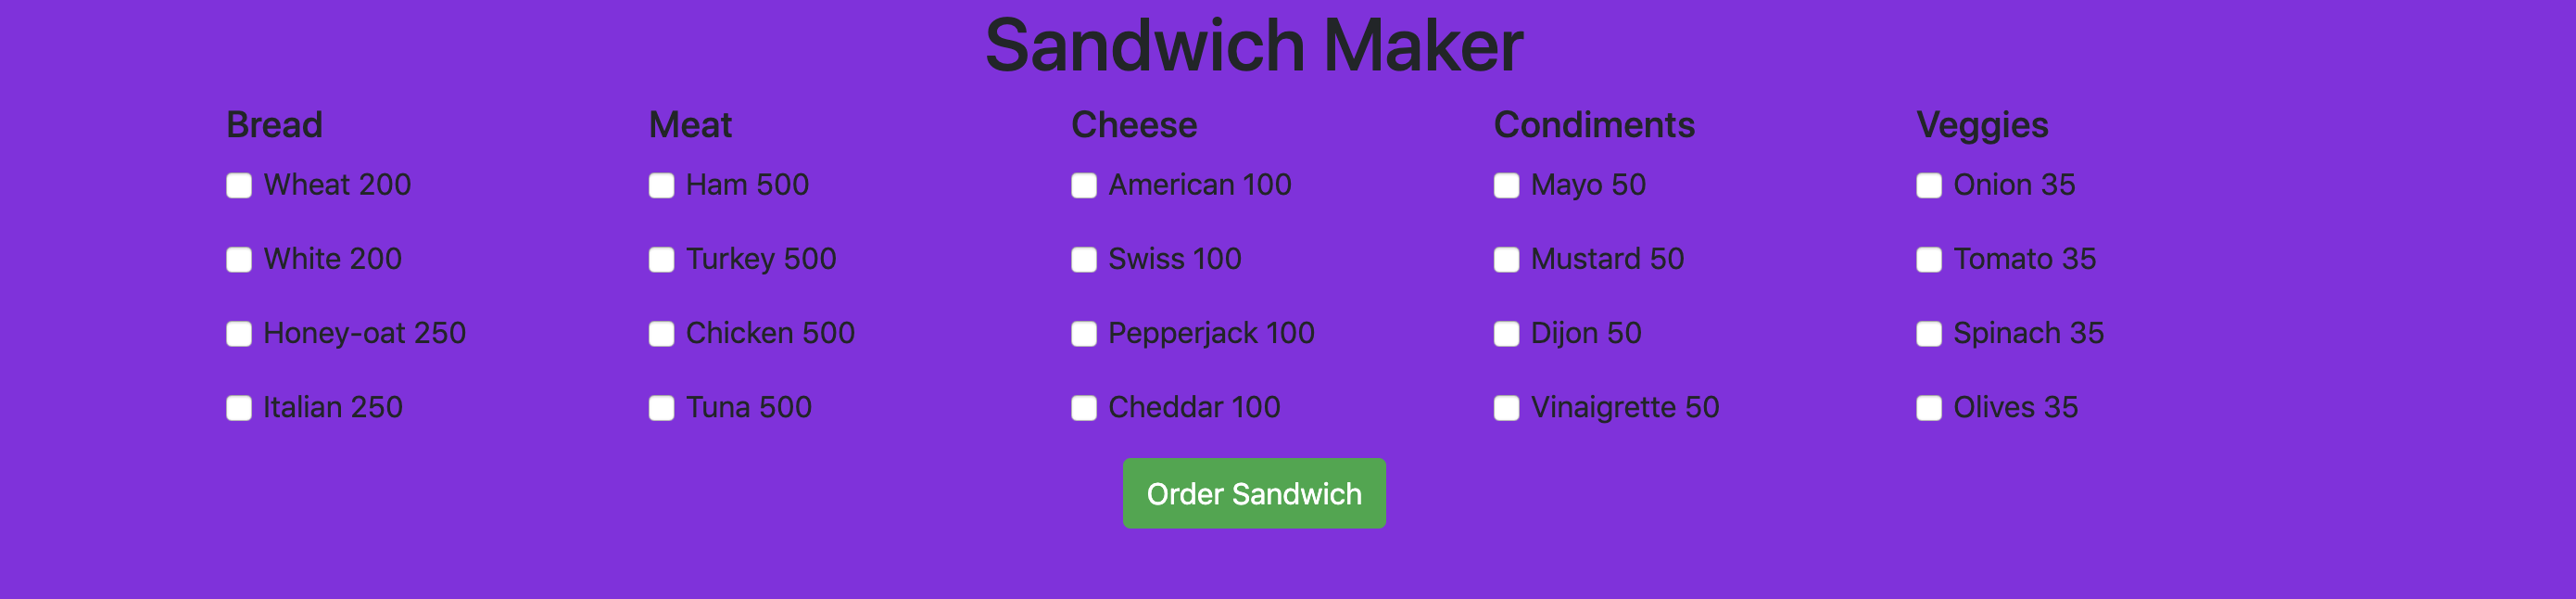 Sandwich Maker
Bread
Wheat 200
White 200
Honey-oat 250
Italian 250
Meat
Ham 500
Turkey 500
Chicken 500
Tuna 500
Cheese
American 100
Swiss 100
Pepperjack 100
Cheddar 100
Condiments
Mayo 50
Mustard 50
Dijon 50
Vinaigrette 50
Veggies
Onion 35
Tomato 35
Spinach 35
Olives 35
Order Sandwich